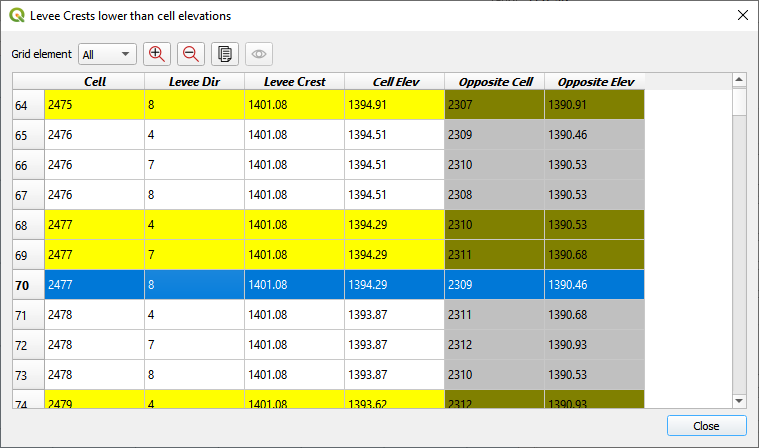 Levee Crests lower than cell elevations
Grid element All
Cell Levee Dir Levee Crest Cell Elev Opposite Cell Opposite Elev
64 2475 8 1401.08 1394.91 2307 1390.91
65 2476 4 1401.08 1394.51 2309 1390.46
66 2476 7 1401.08 1394.51 2310 1390.53
67 2476 8 1401.08 1394.51 2308 1390.53
68 2477 4 1401.08 1394.29 2310 1390.53
69 2477 7 1401.08 1394.29 2311 1390.68
70 2477 8 1401.08 1394.29 2309 1390.46
71 2478 4 1401.08 1393.87 2311 1390.68
72 2478 7 1401.08 1393.87 2312 1390.93
73 2478 8 1401.08 1393.87 2310 1390.53
74 2479 4 1401.08 1393.62 2312 1390.93
Close